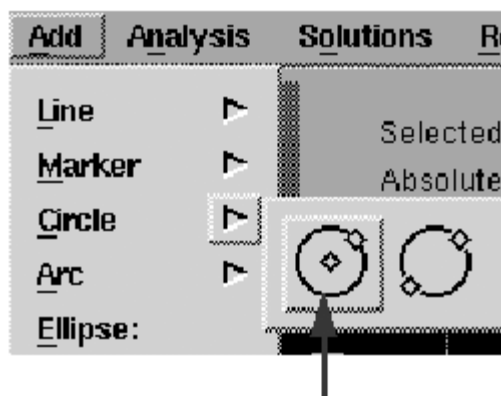 Add Analysis Solutions
Line
Selected
Marker
Absolute
Circle
Arc
Ellipse: